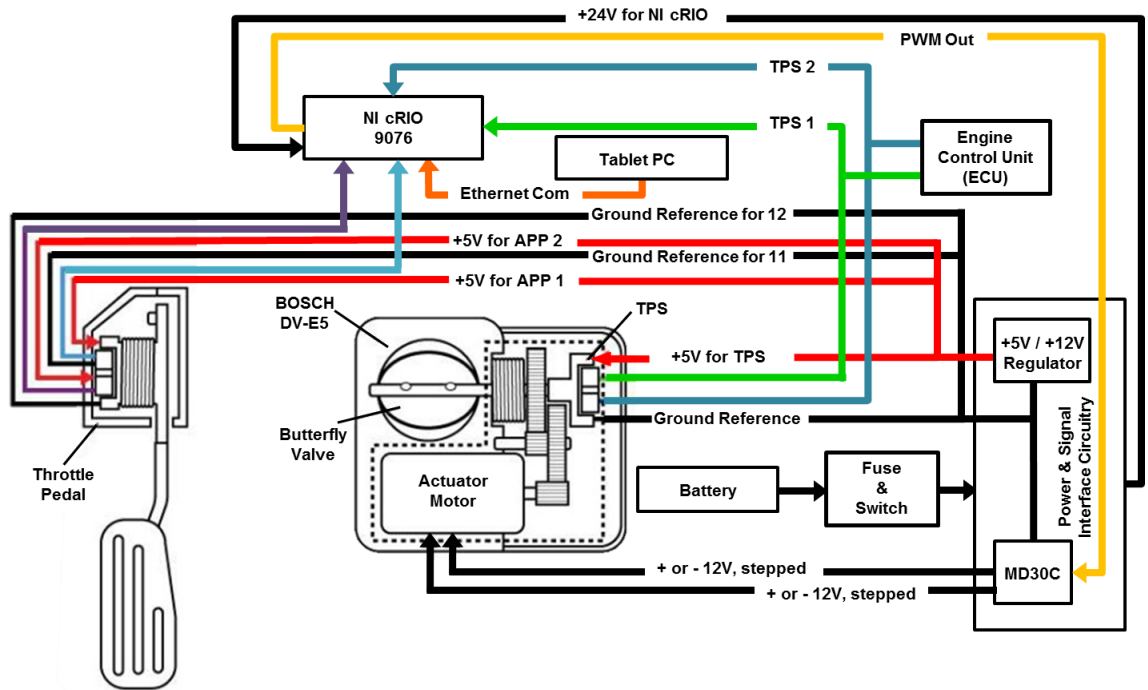 +24V for NI cRIO
PWM Out
TPS 2
NI cRIO
9076
TPS 1
Engine
Control Unit
(ECU)
Tablet PC
Ethernet Com
Ground Reference for 12
+5V for APP 2
Ground Reference for 11
+5V for APP 1
BOSCH
DV-E5
TPS
+5V / +12V
Regulator
+5V for TPS
Ground Reference
Butterfly
Valve
Throttle
Pedal
Actuator
Motor
Battery
Fuse
&
Switch
Power & Signal
Interface Circuitry
+ or - 12V, stepped
MD30C
+ or - 12V, stepped